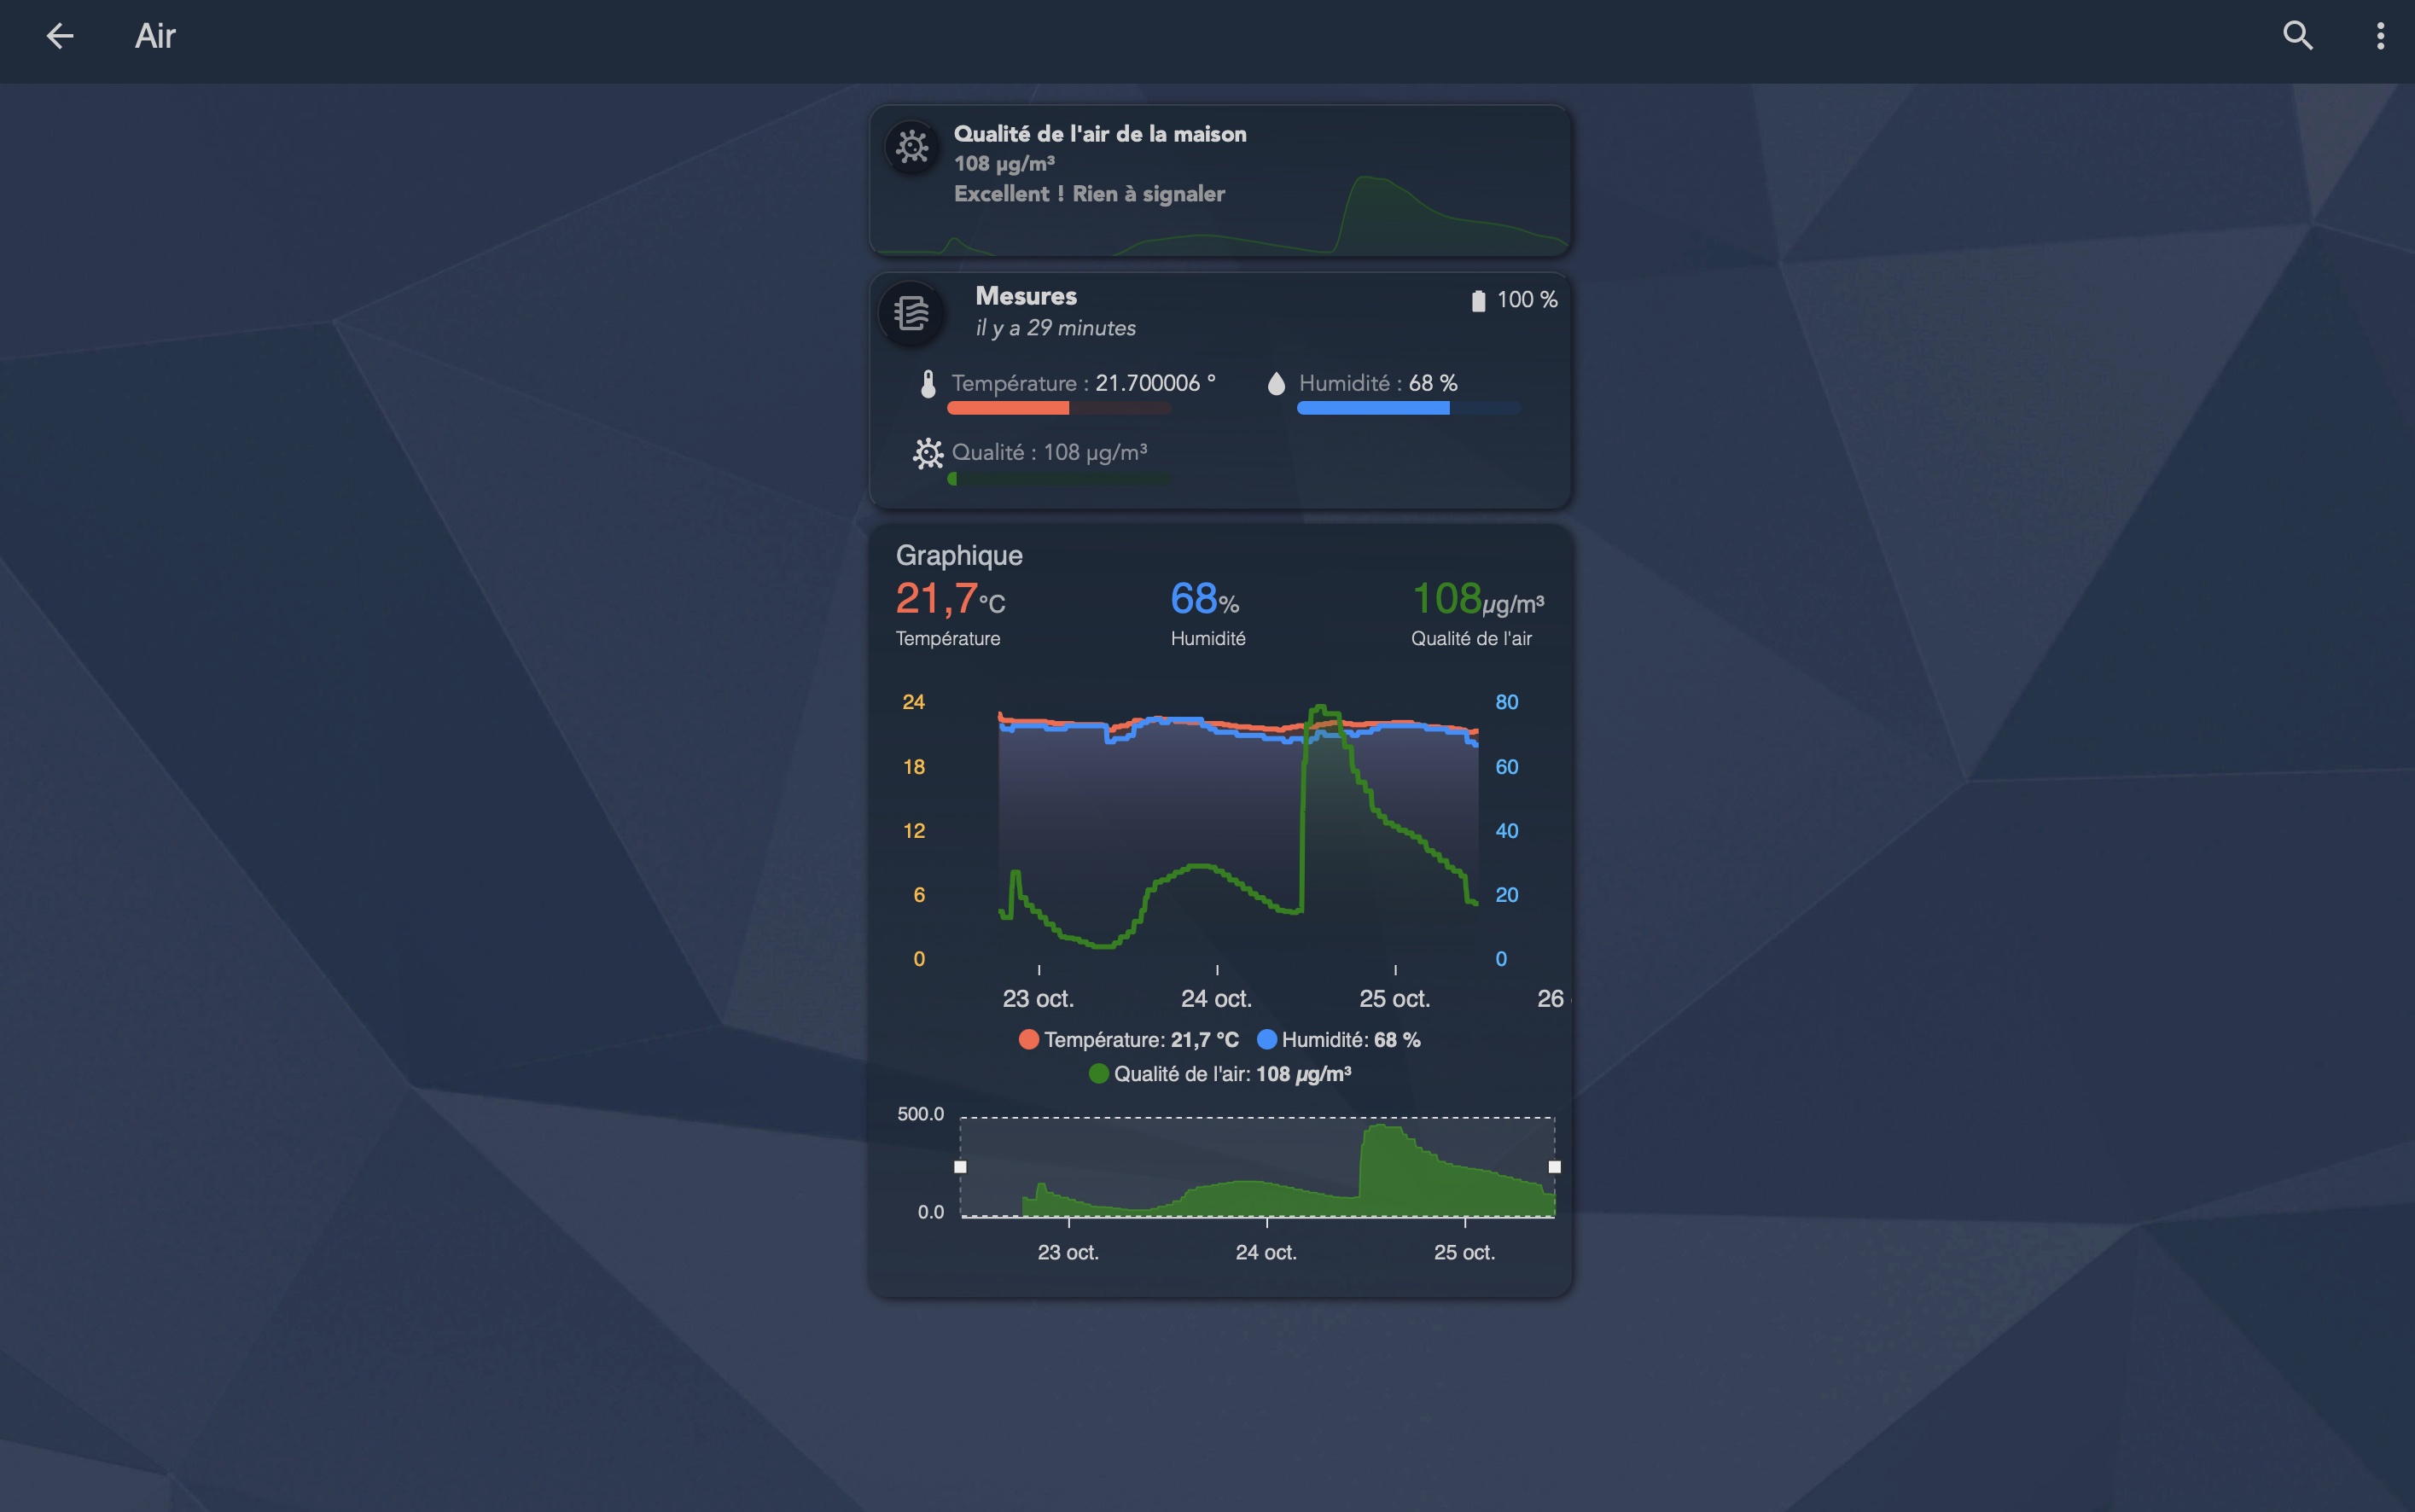 Air
Qualité de l'air de la maison
108 µg/m³
Excellent ! Rien à signaler
Mesures
100 %
il y a 29 minutes
Température : 21.700006 °
Humidité : 68 %
Qualité : 108 µg/m³
Graphique
21,7°C
68%
108µg/m³
Température
Humidité
Qualité de l'air
24
80
18
60
12
40
6
20
0
0
23 oct.
24 oct.
25 oct.
26
Température: 21,7 °C
Humidité: 68 %
Qualité de l'air: 108 µg/m³
500.0
0.0
23 oct.
24 oct.
25 oct.